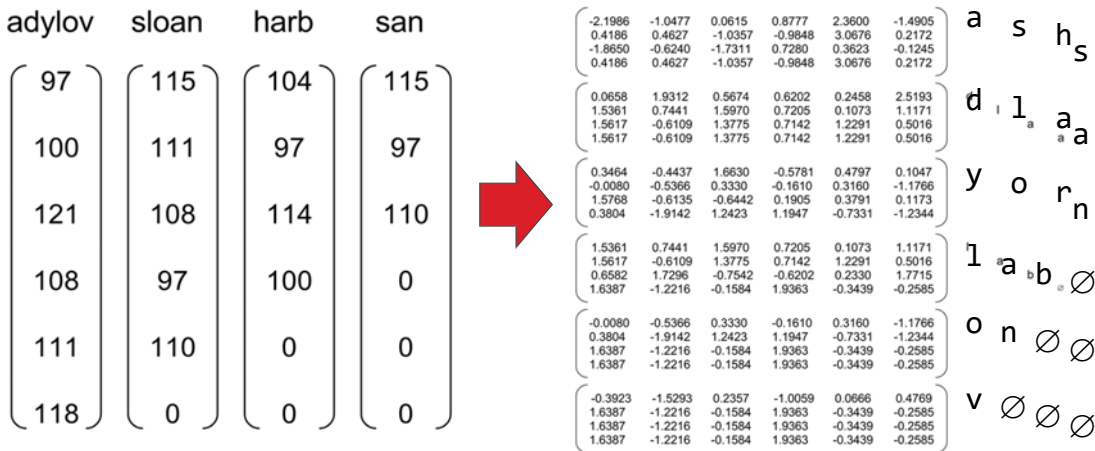 adylov sloan harb san
97 115 104 115
100 111 97 97
121 108 114 110
108 97 100 0
111 110 0 0
118 0 0 0
-2.1986 -1.0477 0.0615 0.8777 2.3600 -1.4905
0.4186 0.4627 -1.0357 -0.9848 3.0676 0.2172
-1.8650 -0.6240 -1.7311 0.7280 0.3623 -0.1245
0.4186 0.4627 -1.0357 -0.9848 3.0676 0.2172
a s h s
0.0658 1.9312 0.5674 0.6202 0.2458 2.5193
1.5361 0.7441 1.5970 0.7205 0.1073 1.1171
1.5617 -0.6109 1.3775 0.7142 1.2291 0.5016
1.5617 -0.6109 1.3775 0.7142 1.2291 0.5016
d l a a
0.3464 -0.4437 1.6630 -0.5781 0.4797 0.1047
-0.0080 -0.5366 0.3330 -0.1610 0.3160 -1.1766
1.5768 -0.6135 -0.6442 0.1905 0.3791 0.1173
0.3804 -1.9142 1.2423 1.1947 -0.7331 -1.2344
y o r n
1.5361 0.7441 1.5970 0.7205 0.1073 1.1171
1.5617 -0.6109 1.3775 0.7142 1.2291 0.5016
0.6582 1.7296 -0.7542 -0.6202 0.2330 1.7715
1.6387 -1.2216 -0.1584 1.9363 -0.3439 -0.2585
l a b ∅
-0.0080 -0.5366 0.3330 -0.1610 0.3160 -1.1766
0.3804 -1.9142 1.2423 1.1947 -0.7331 -1.2344
1.6387 -1.2216 -0.1584 1.9363 -0.3439 -0.2585
1.6387 -1.2216 -0.1584 1.9363 -0.3439 -0.2585
o n ∅ ∅
-0.3923 -1.5293 0.2357 -1.0059 0.0666 0.4769
1.6387 -1.2216 -0.1584 1.9363 -0.3439 -0.2585
1.6387 -1.2216 -0.1584 1.9363 -0.3439 -0.2585
1.6387 -1.2216 -0.1584 1.9363 -0.3439 -0.2585
v ∅ ∅ ∅